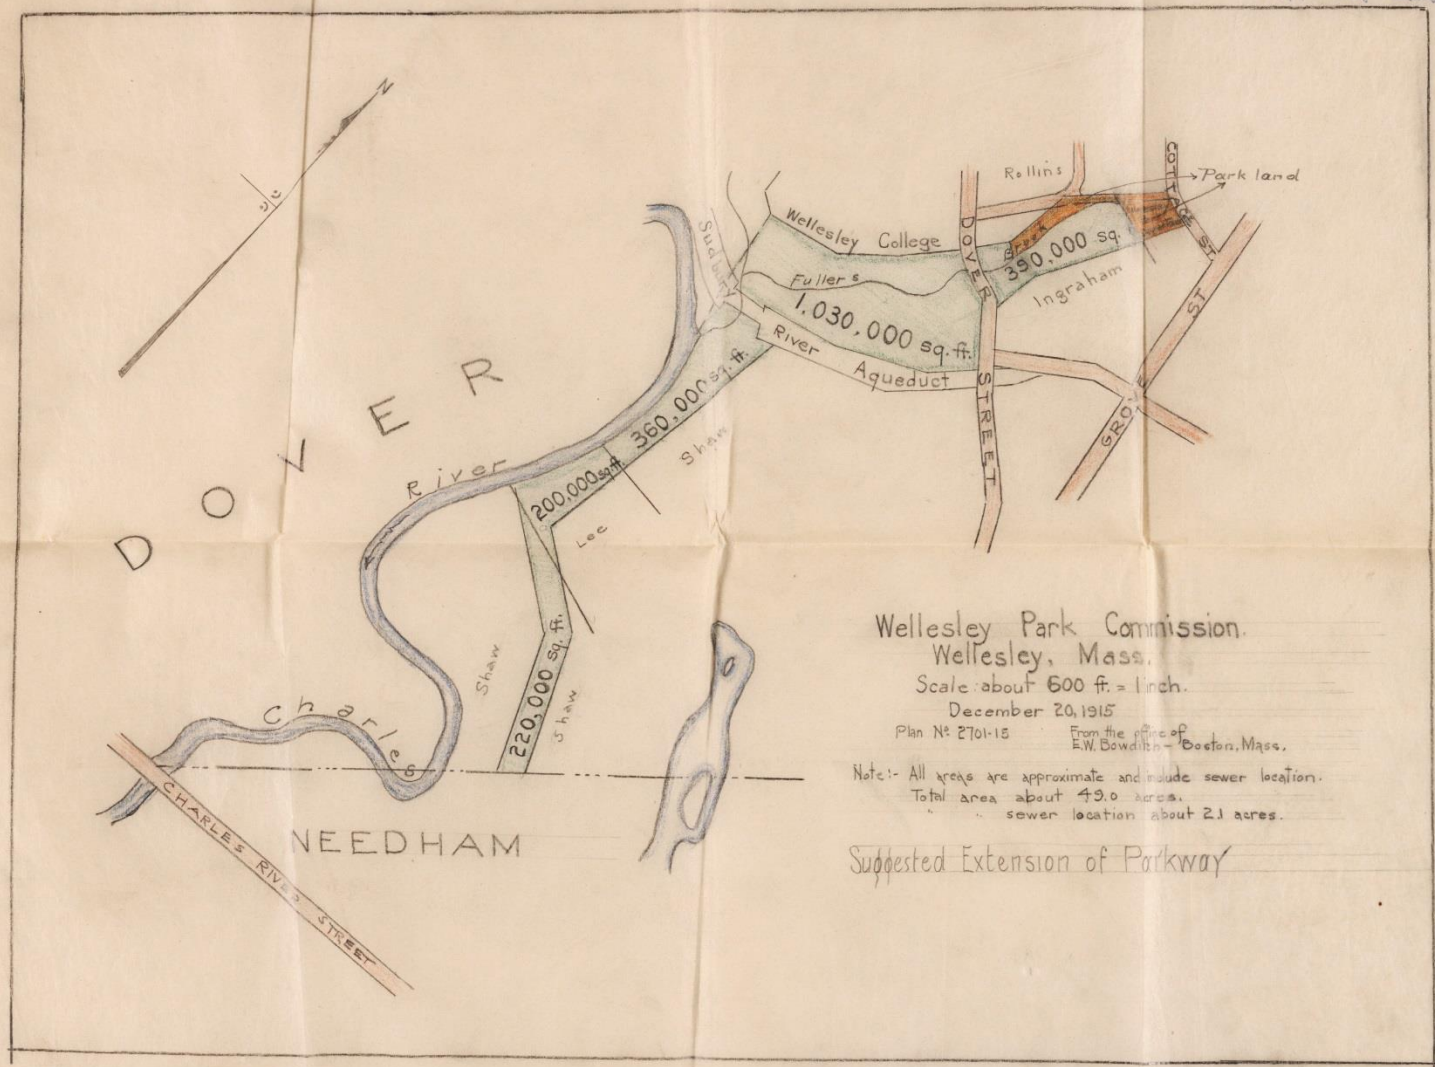 N
Rollins
COTTAGE ST
Park land
Wellesley College
DOVER STREET
Brook
390,000 sq.
Ingraham
Sudbury
Fuller's
1,030,000 sq. ft.
River
Aqueduct
GROVE ST
DOVER
360,000 sq. ft.
Shaw
River
200,000 sq. ft.
Lee
Shaw
220,000 sq. ft.
Shaw
Charles
CHARLES RIVER STREET
NEEDHAM
Wellesley Park Commission.
Wellesley, Mass.
Scale about 600 ft. = 1 inch.
December 20, 1915
Plan No 2701-15
From the office of
E.W. Bowditch - Boston, Mass.
Note:- All areas are approximate and include sewer location.
Total area about 49.0 acres.
" " sewer location about 2.1 acres.
Suggested Extension of Parkway